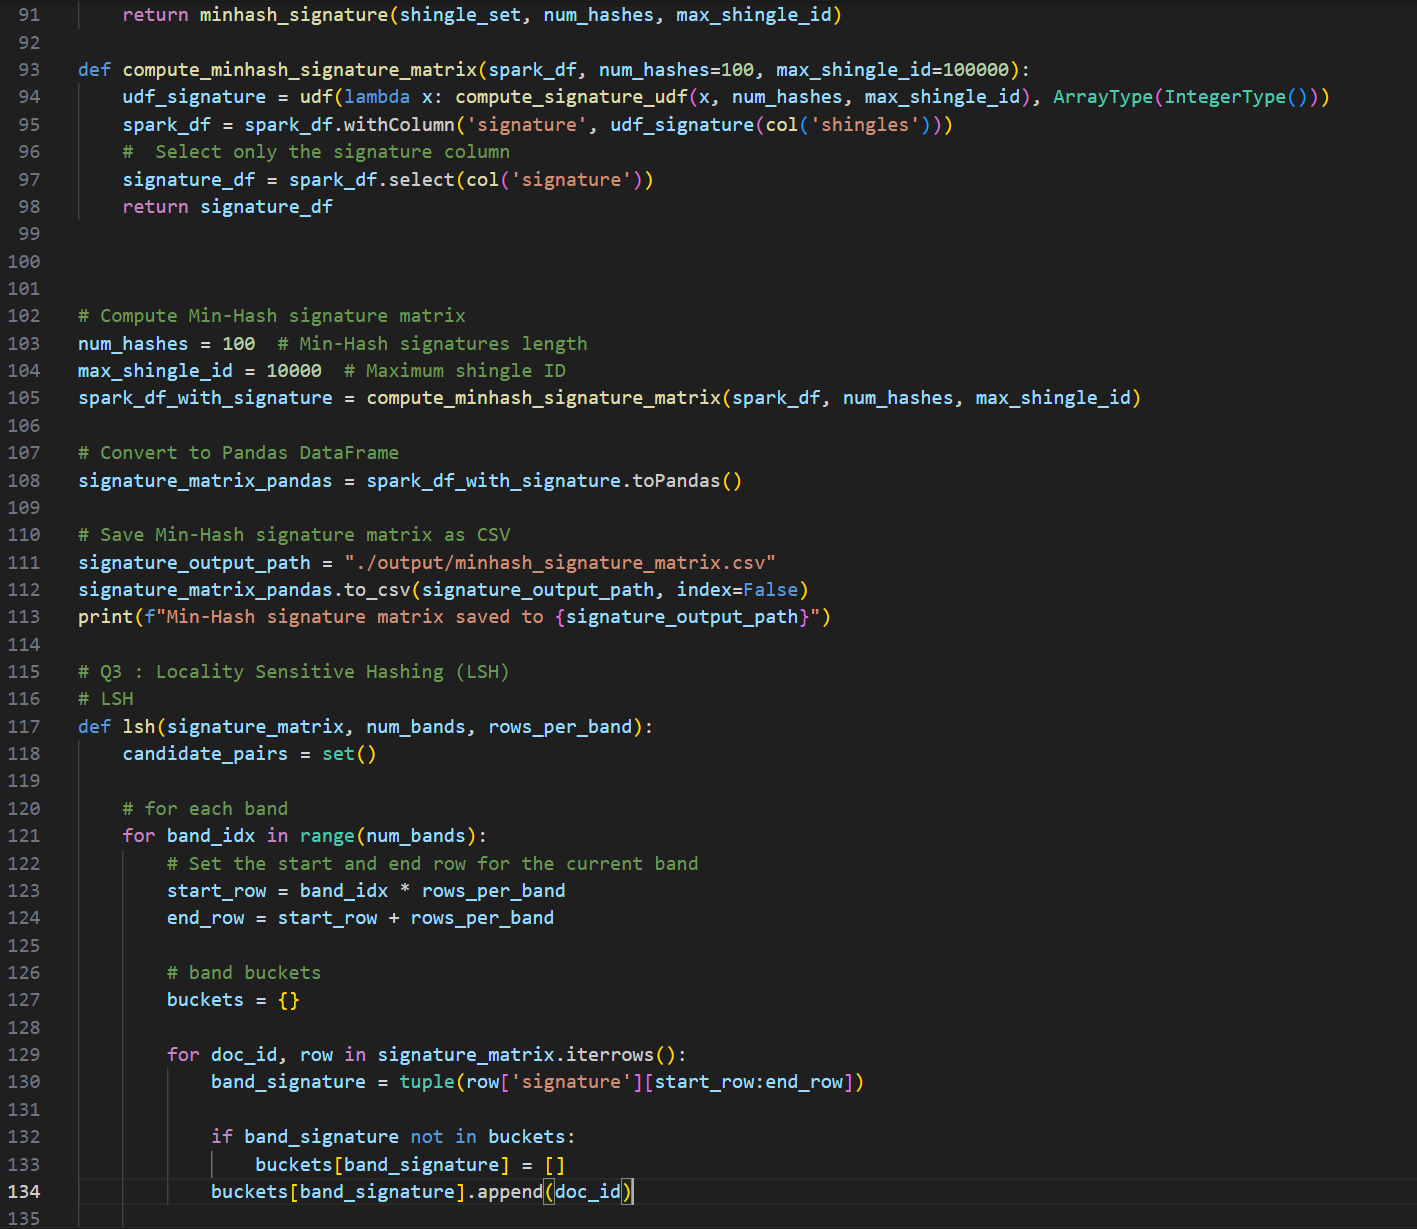 91 return minhash_signature(shingle_set, num_hashes, max_shingle_id)
92
93 def compute_minhash_signature_matrix(spark_df, num_hashes=100, max_shingle_id=100000):
94 udf_signature = udf(lambda x: compute_signature_udf(x, num_hashes, max_shingle_id), ArrayType(IntegerType()))
95 spark_df = spark_df.withColumn('signature', udf_signature(col('shingles')))
96 #  Select only the signature column
97 signature_df = spark_df.select(col('signature'))
98 return signature_df
99
100
101
102 # Compute Min-Hash signature matrix
103 num_hashes = 100  # Min-Hash signatures length
104 max_shingle_id = 10000  # Maximum shingle ID
105 spark_df_with_signature = compute_minhash_signature_matrix(spark_df, num_hashes, max_shingle_id)
106
107 # Convert to Pandas DataFrame
108 signature_matrix_pandas = spark_df_with_signature.toPandas()
109
110 # Save Min-Hash signature matrix as CSV
111 signature_output_path = "./output/minhash_signature_matrix.csv"
112 signature_matrix_pandas.to_csv(signature_output_path, index=False)
113 print(f"Min-Hash signature matrix saved to {signature_output_path}")
114
115 # Q3 : Locality Sensitive Hashing (LSH)
116 # LSH
117 def lsh(signature_matrix, num_bands, rows_per_band):
118 candidate_pairs = set()
119
120 # for each band
121 for band_idx in range(num_bands):
122 # Set the start and end row for the current band
123 start_row = band_idx * rows_per_band
124 end_row = start_row + rows_per_band
125
126 # band buckets
127 buckets = {}
128
129 for doc_id, row in signature_matrix.iterrows():
130 band_signature = tuple(row['signature'][start_row:end_row])
131
132 if band_signature not in buckets:
133 buckets[band_signature] = []
134 buckets[band_signature].append(doc_id)
135